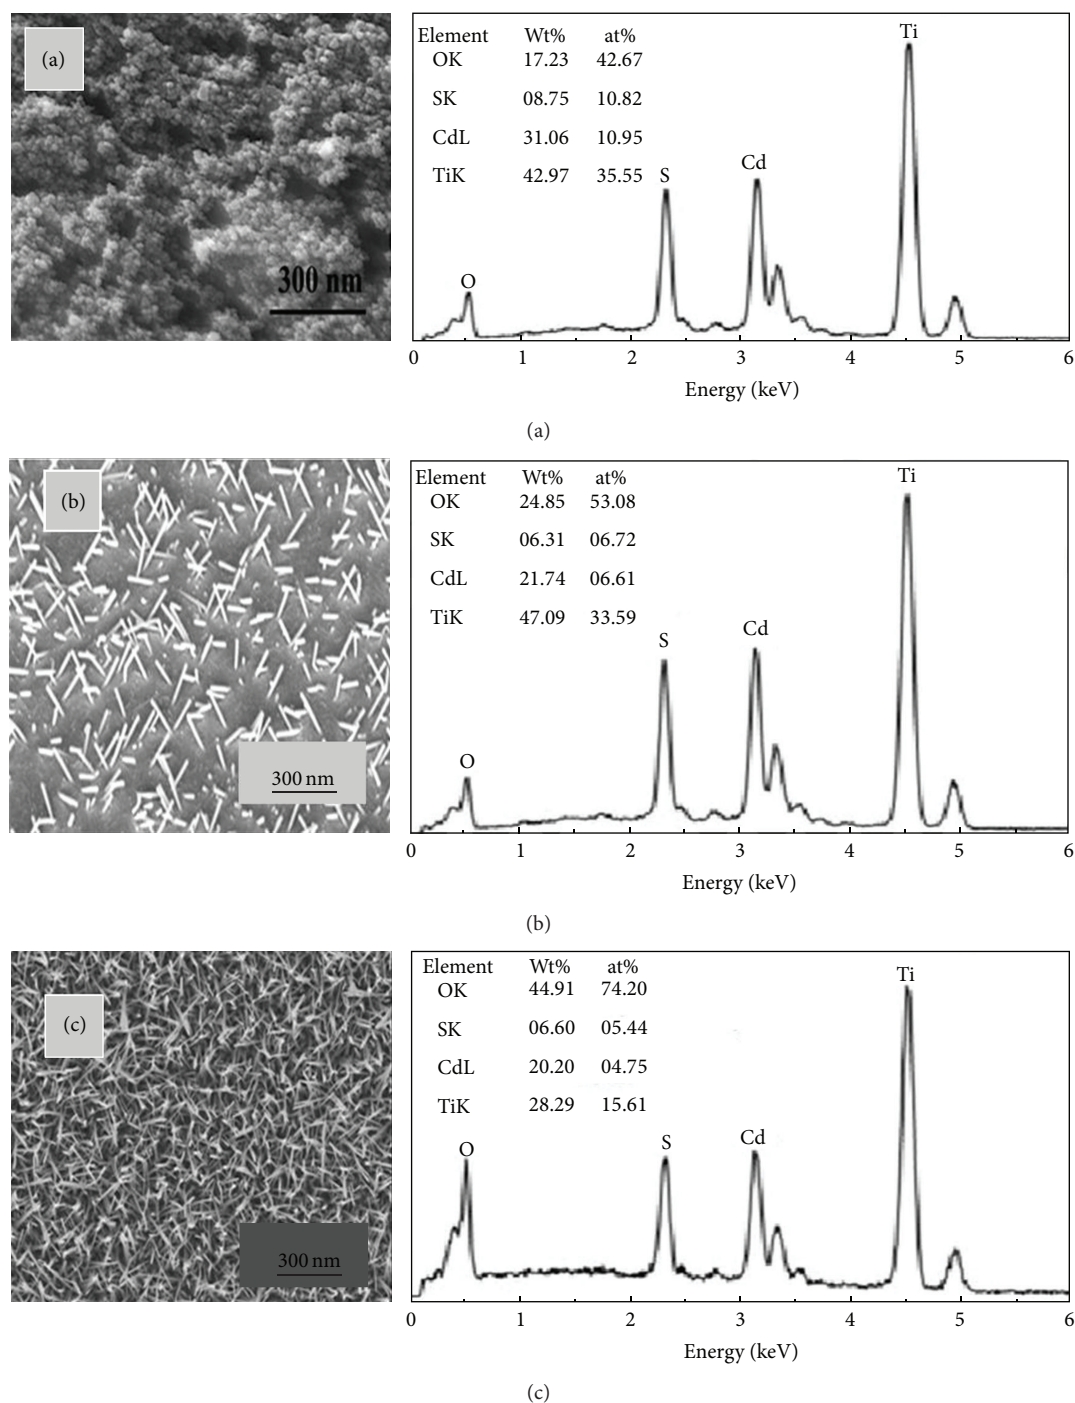 (a)
300 nm
Element Wt% at%
OK 17.23 42.67
SK 08.75 10.82
CdL 31.06 10.95
TiK 42.97 35.55
O
S
Cd
Ti
0 1 2 3 4 5 6
Energy (keV)
(a)
(b)
300 nm
Element Wt% at%
OK 24.85 53.08
SK 06.31 06.72
CdL 21.74 06.61
TiK 47.09 33.59
O
S
Cd
Ti
0 1 2 3 4 5 6
Energy (keV)
(b)
(c)
300 nm
Element Wt% at%
OK 44.91 74.20
SK 06.60 05.44
CdL 20.20 04.75
TiK 28.29 15.61
O
S
Cd
Ti
0 1 2 3 4 5 6
Energy (keV)
(c)